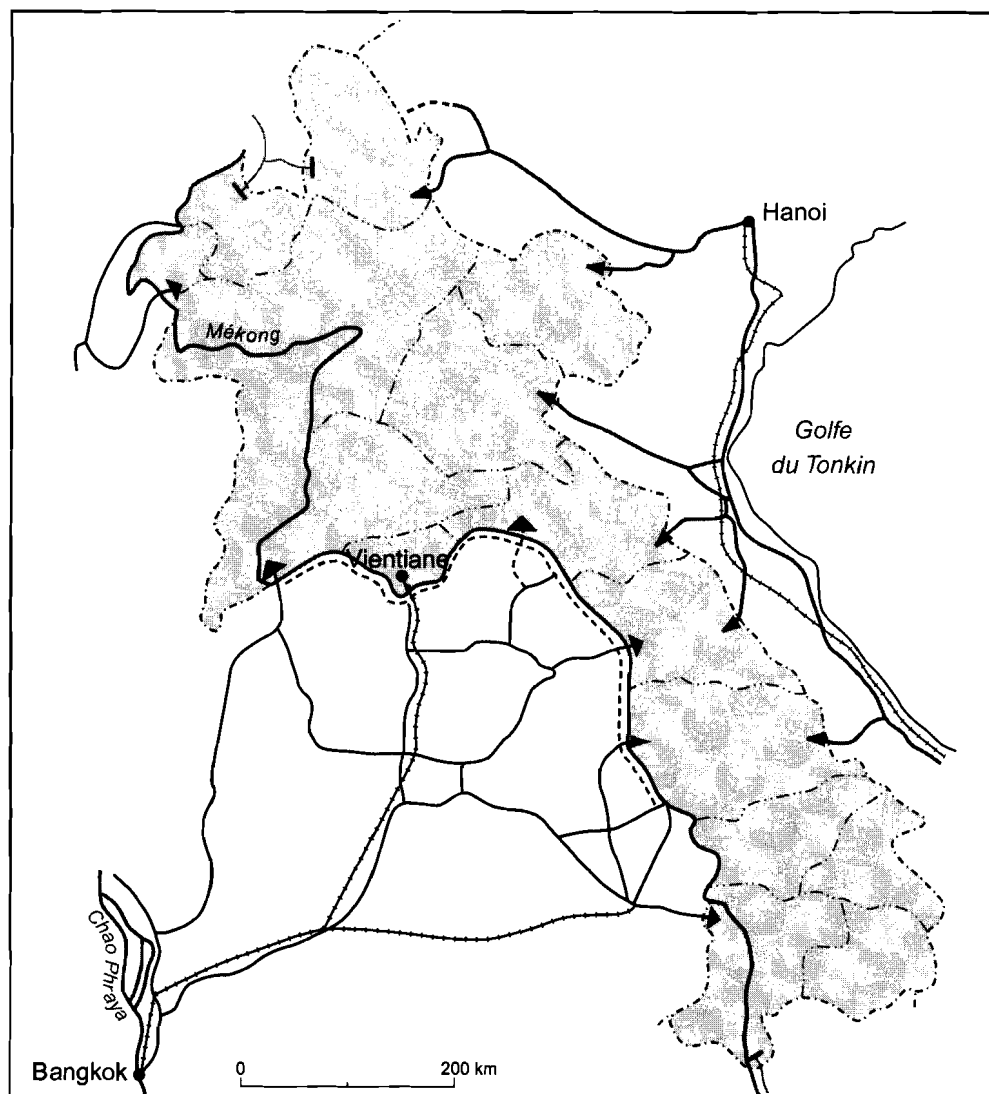 Hanoi
Mékong
Golfe
du Tonkin
Vientiane
Chao Phraya
Bangkok
0
200 km